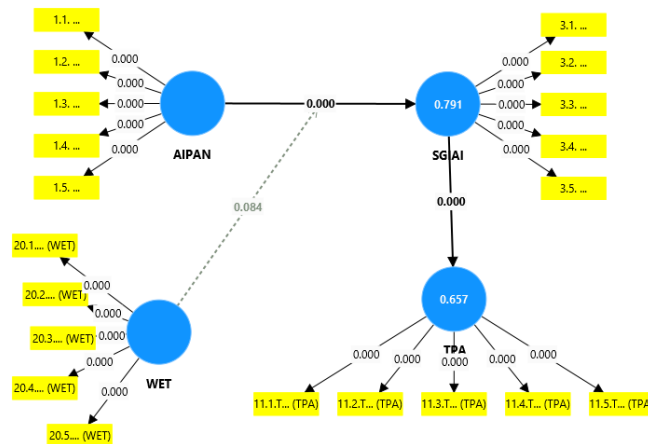 1.1. ...
1.2. ...
1.3. ...
1.4. ...
1.5. ...
0.000
0.000
0.000
0.000
0.000
AIPAN
0.000
0.791
SGIAI
3.1. ...
3.2. ...
3.3. ...
3.4. ...
3.5. ...
0.000
0.000
0.000
0.000
0.000
0.084
0.000
20.1.... (WET)
20.2.... (WET)
20.3.... (WET)
20.4.... (WET)
20.5.... (WET)
0.000
0.000
0.000
0.000
0.000
WET
0.657
TPA
0.000
0.000
0.000
0.000
0.000
11.1.T... (TPA)
11.2.T... (TPA)
11.3.T... (TPA)
11.4.T... (TPA)
11.5.T... (TPA)